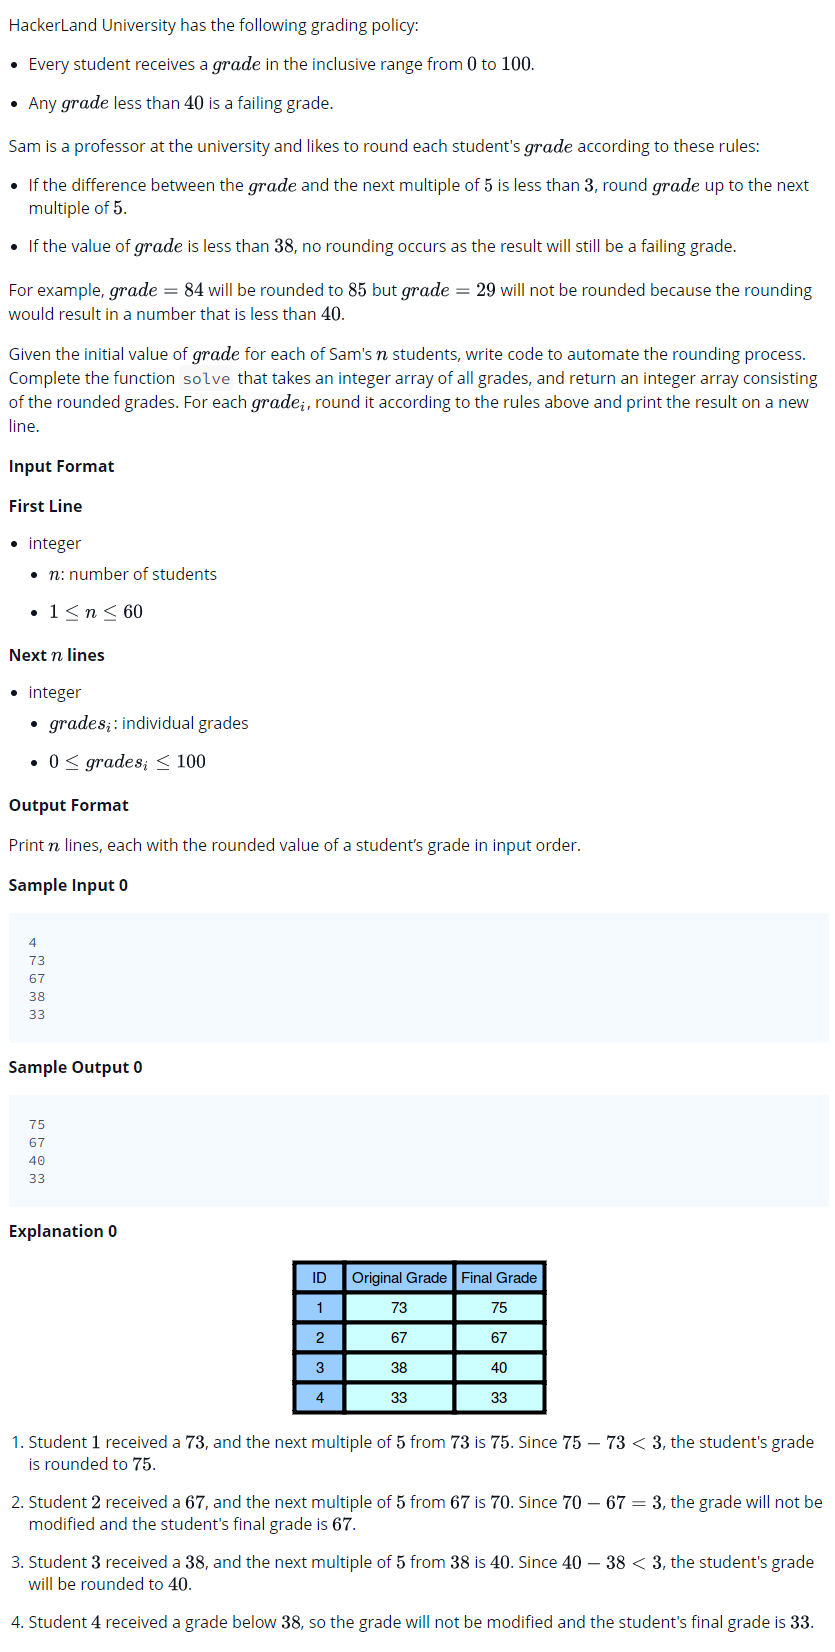 HackerLand University has the following grading policy:
• Every student receives a grade in the inclusive range from 0 to 100.
• Any grade less than 40 is a failing grade.
Sam is a professor at the university and likes to round each student's grade according to these rules:
• If the difference between the grade and the next multiple of 5 is less than 3, round grade up to the next
multiple of 5.
• If the value of grade is less than 38, no rounding occurs as the result will still be a failing grade.
For example, grade = 84 will be rounded to 85 but grade = 29 will not be rounded because the rounding
would result in a number that is less than 40.
Given the initial value of grade for each of Sam's n students, write code to automate the rounding process.
Complete the function solve that takes an integer array of all grades, and return an integer array consisting
of the rounded grades. For each grade_i, round it according to the rules above and print the result on a new
line.
Input Format
First Line
• integer
• n: number of students
• 1 ≤ n ≤ 60
Next n lines
• integer
• grades_i: individual grades
• 0 ≤ grades_i ≤ 100
Output Format
Print n lines, each with the rounded value of a student’s grade in input order.
Sample Input 0
4
73
67
38
33
Sample Output 0
75
67
40
33
Explanation 0
ID Original Grade Final Grade
1 73 75
2 67 67
3 38 40
4 33 33
1. Student 1 received a 73, and the next multiple of 5 from 73 is 75. Since 75 − 73 < 3, the student's grade
is rounded to 75.
2. Student 2 received a 67, and the next multiple of 5 from 67 is 70. Since 70 − 67 = 3, the grade will not be
modified and the student's final grade is 67.
3. Student 3 received a 38, and the next multiple of 5 from 38 is 40. Since 40 − 38 < 3, the student's grade
will be rounded to 40.
4. Student 4 received a grade below 38, so the grade will not be modified and the student's final grade is 33.